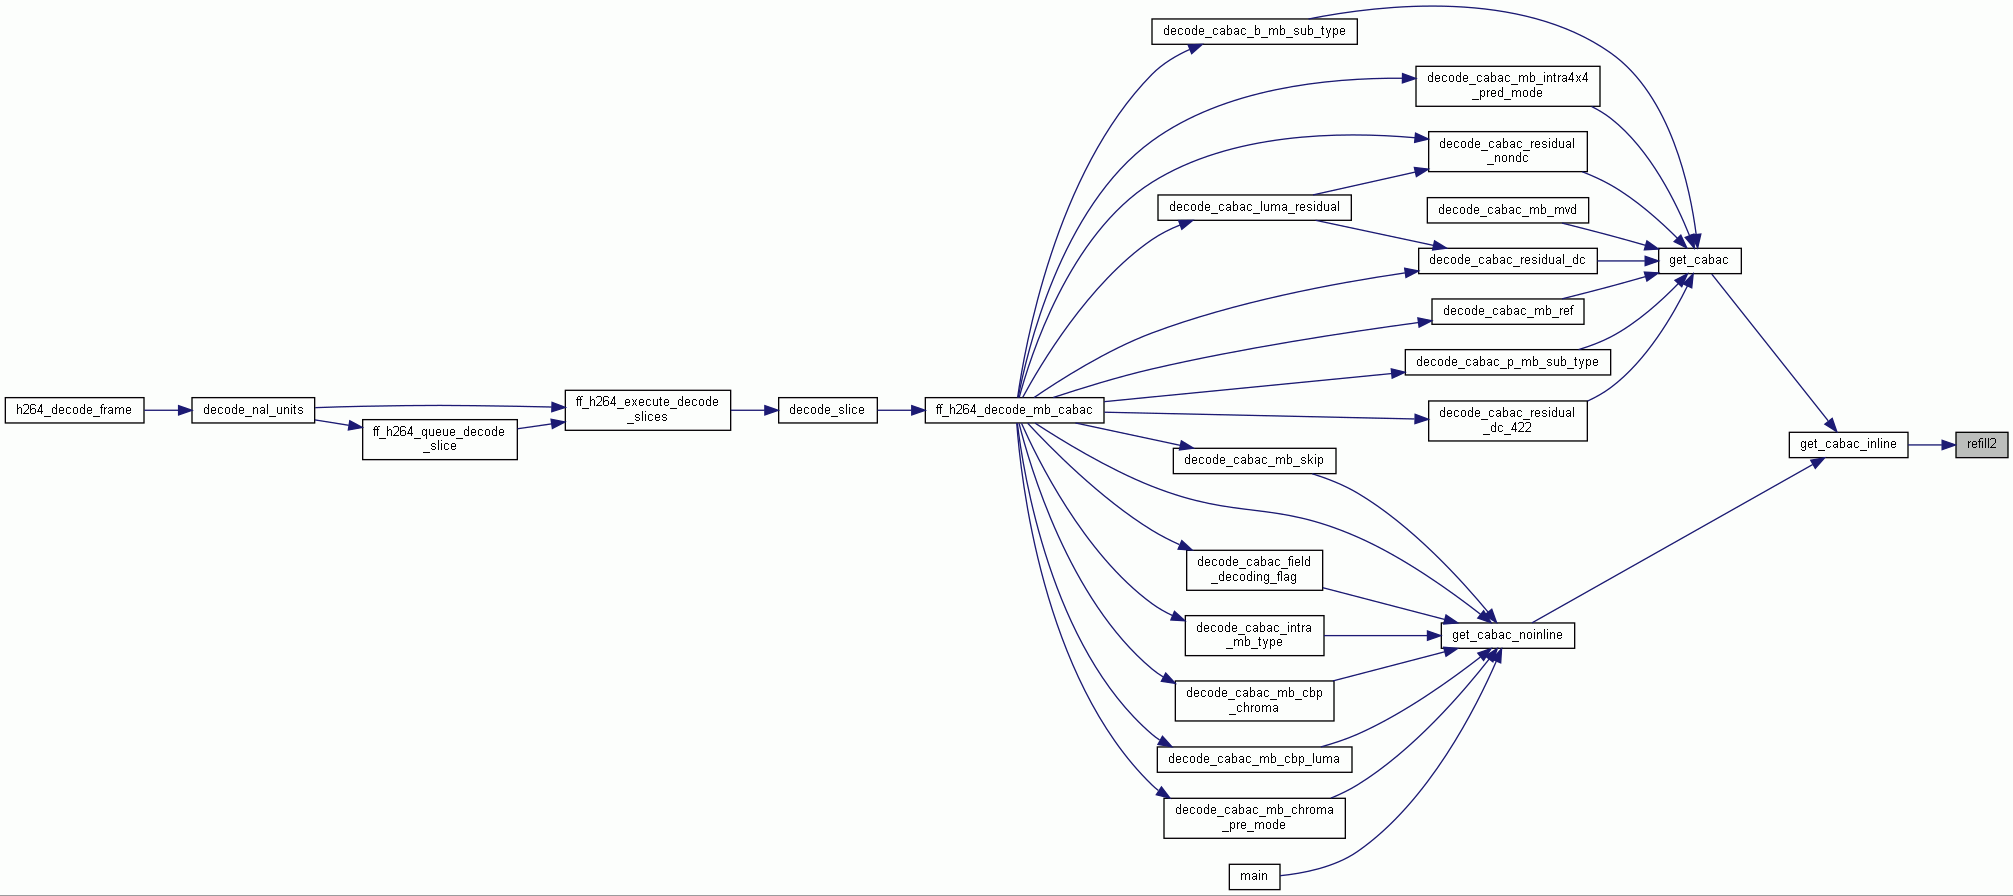 decode_cabac_b_mb_sub_type
decode_cabac_mb_intra4x4
_pred_mode
decode_cabac_residual
_nondc
decode_cabac_luma_residual
decode_cabac_mb_mvd
decode_cabac_residual_dc
get_cabac
decode_cabac_mb_ref
decode_cabac_p_mb_sub_type
h264_decode_frame
decode_nal_units
ff_h264_queue_decode
_slice
ff_h264_execute_decode
_slices
decode_slice
ff_h264_decode_mb_cabac
decode_cabac_residual
_dc_422
get_cabac_inline
refill2
decode_cabac_mb_skip
decode_cabac_field
_decoding_flag
decode_cabac_intra
_mb_type
get_cabac_noinline
decode_cabac_mb_cbp
_chroma
decode_cabac_mb_cbp_luma
decode_cabac_mb_chroma
_pre_mode
main